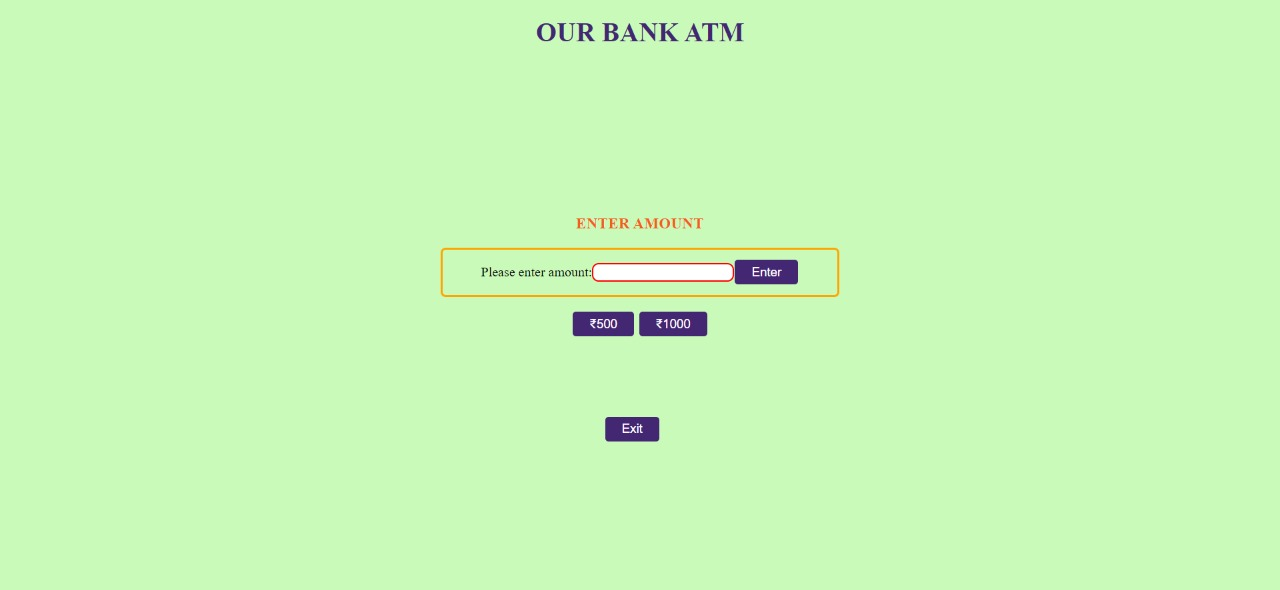 OUR BANK ATM
ENTER AMOUNT
Please enter amount: Enter
₹500 ₹1000
Exit